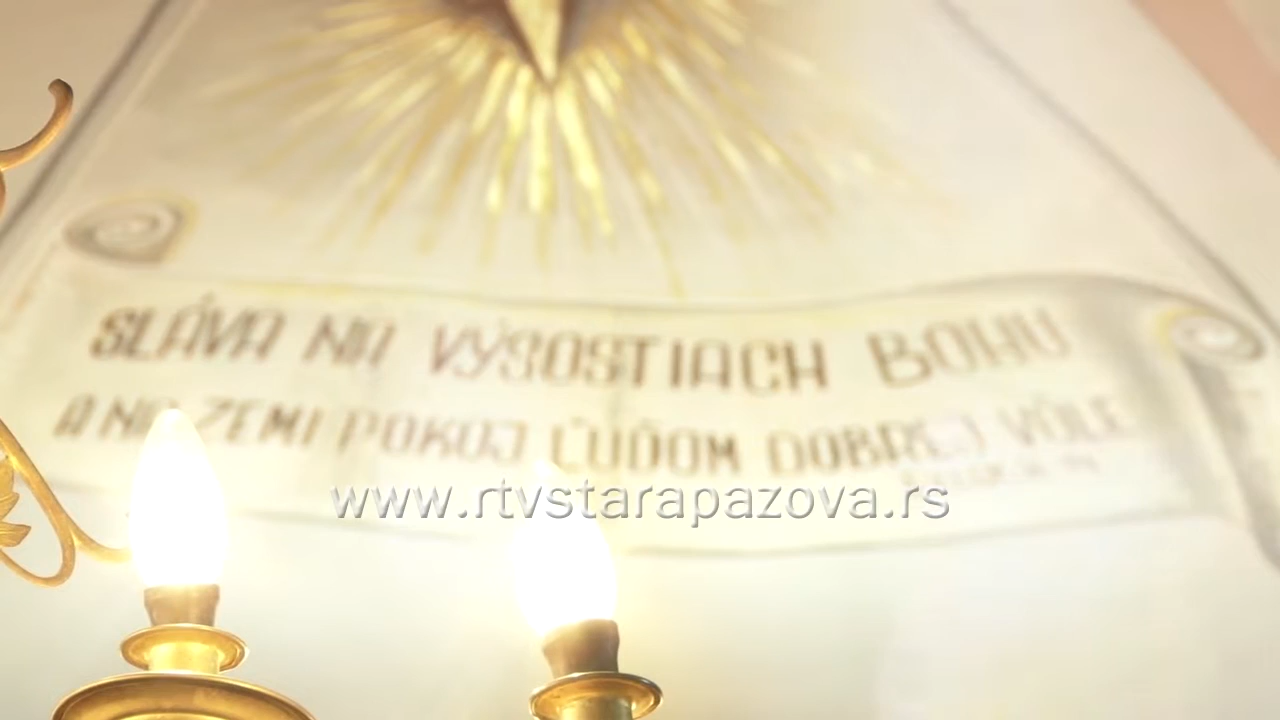 SLÁVA NA VÝSOSTIACH BOHU
A NA ZEMI POKOJ ĽUĎOM DOBREJ VÔLE
www.rtvstarapazova.rs